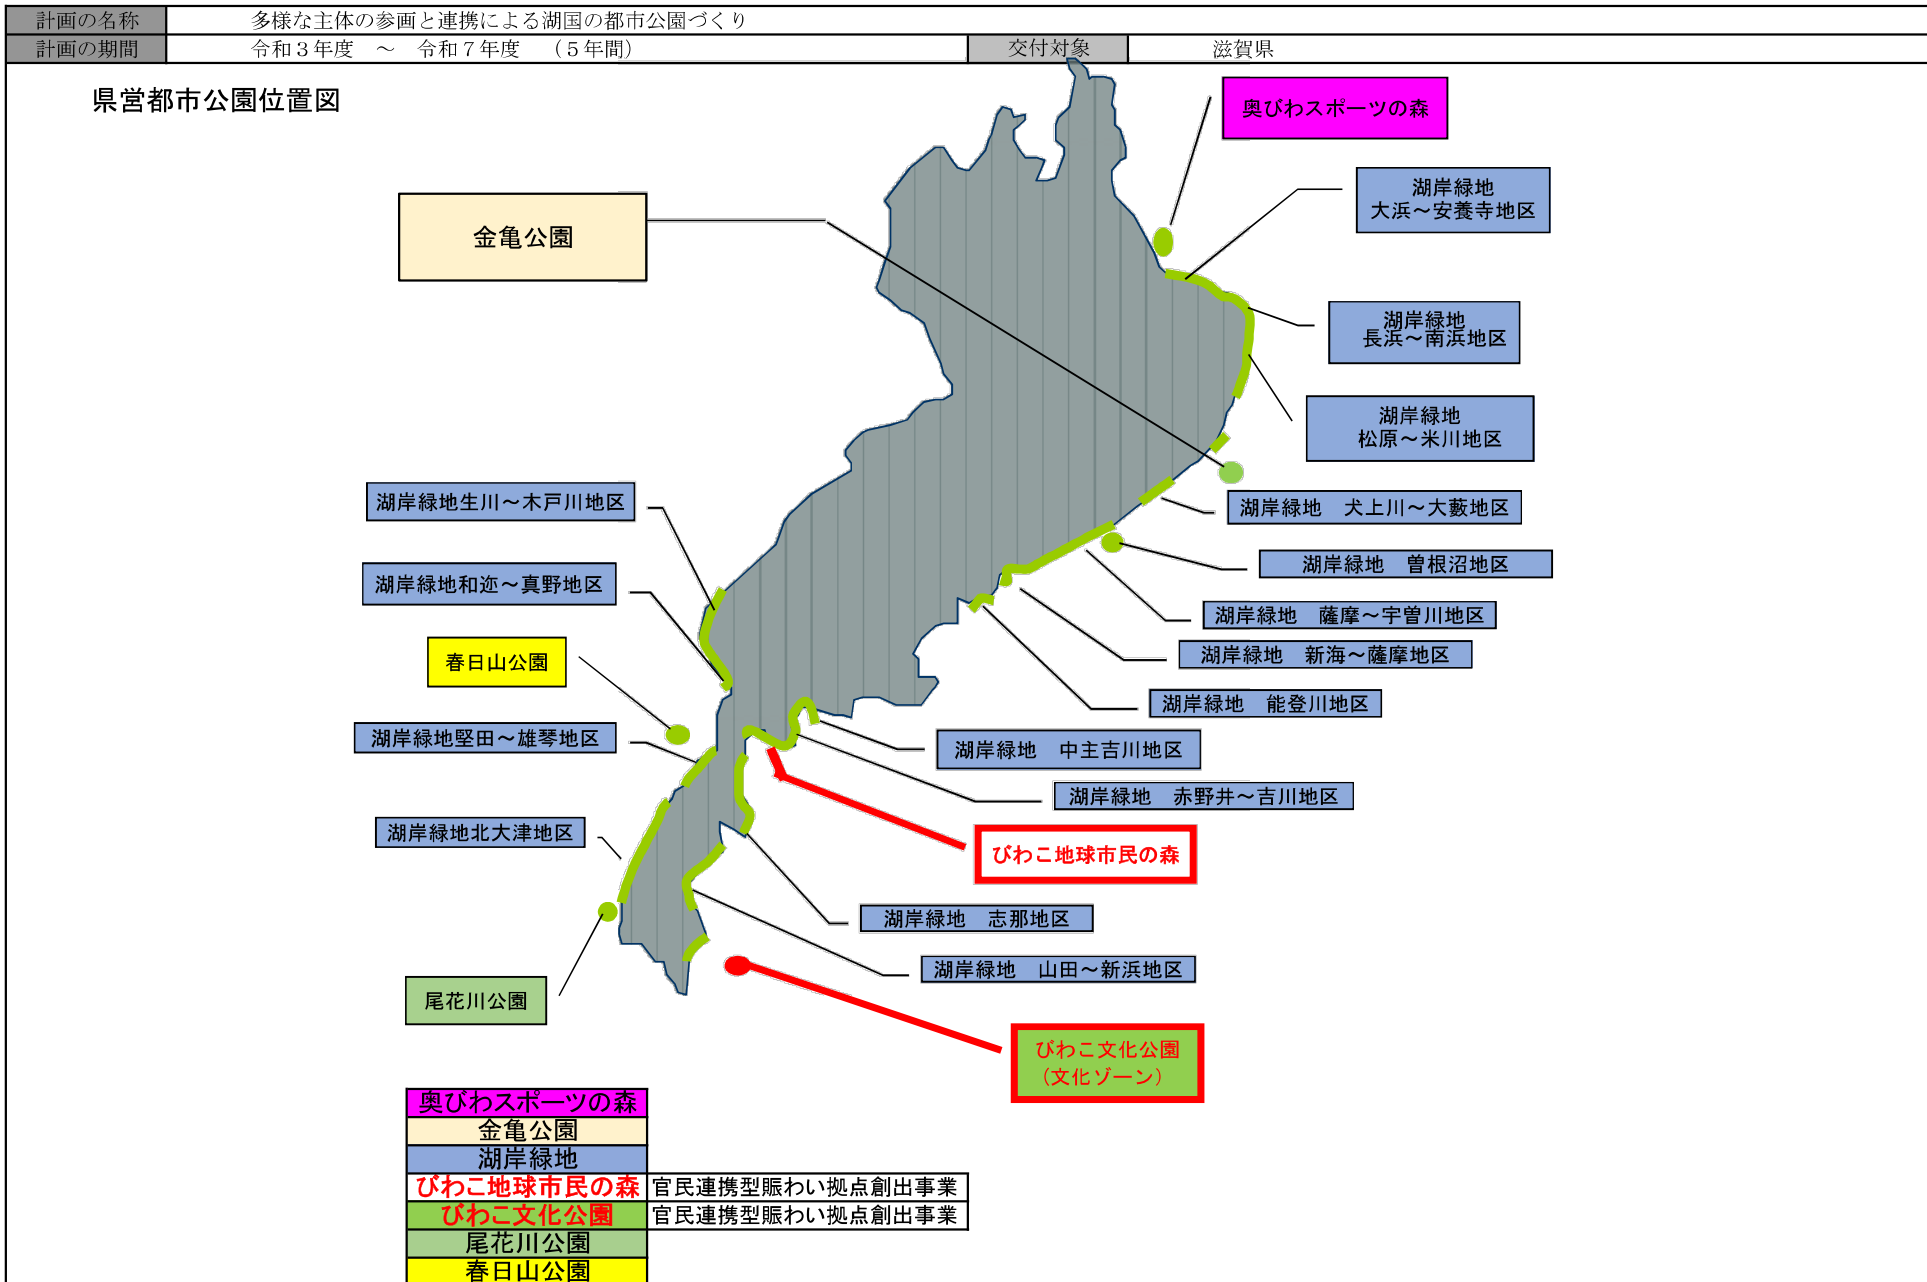 計画の名称 多様な主体の参画と連携による湖国の都市公園づくり
計画の期間 令和３年度 ～ 令和７年度 （５年間） 交付対象 滋賀県
県営都市公園位置図
奥びわスポーツの森
湖岸緑地
大浜～安養寺地区
金亀公園
湖岸緑地
長浜～南浜地区
湖岸緑地
松原～米川地区
湖岸緑地生川～木戸川地区
湖岸緑地 犬上川～大藪地区
湖岸緑地 曽根沼地区
湖岸緑地和迩～真野地区
湖岸緑地 薩摩～宇曽川地区
湖岸緑地 新海～薩摩地区
春日山公園
湖岸緑地 能登川地区
湖岸緑地堅田～雄琴地区
湖岸緑地 中主吉川地区
湖岸緑地 赤野井～吉川地区
湖岸緑地北大津地区
びわこ地球市民の森
湖岸緑地 志那地区
湖岸緑地 山田～新浜地区
尾花川公園
びわこ文化公園
（文化ゾーン）
奥びわスポーツの森
金亀公園
湖岸緑地
びわこ地球市民の森 官民連携型賑わい拠点創出事業
びわこ文化公園 官民連携型賑わい拠点創出事業
尾花川公園
春日山公園